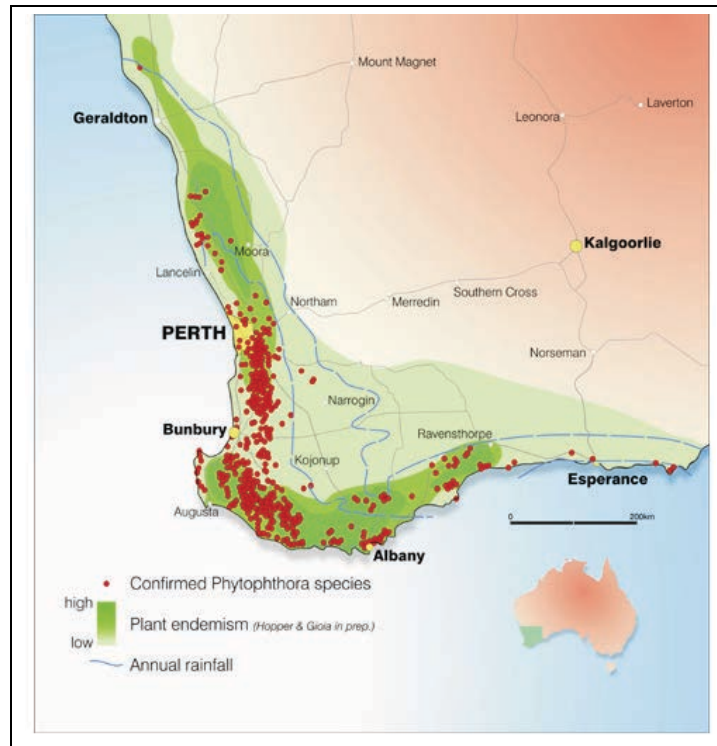 Mount Magnet
Laverton
Leonora
Geraldton
Kalgoorlie
Moora
Lancelin
Southern Cross
Northam
Merredin
PERTH
Norseman
Narrogin
Bunbury
Ravensthorpe
Kojonup
Esperance
Augusta
0 200km
Albany
Confirmed Phytophthora species
high
Plant endemism (Hopper & Gioia in prep.)
low
Annual rainfall